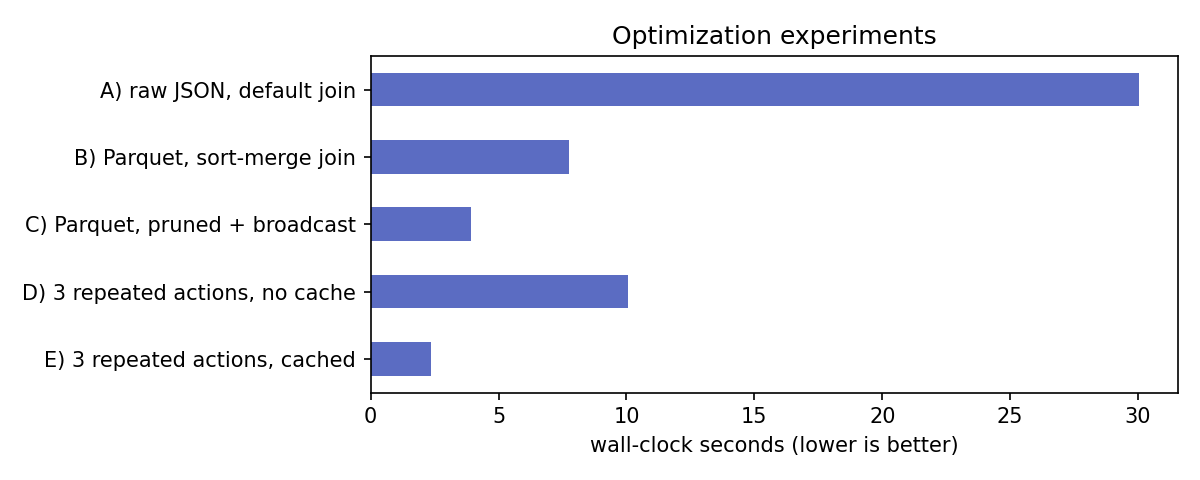 Optimization experiments
A) raw JSON, default join
B) Parquet, sort-merge join
C) Parquet, pruned + broadcast
D) 3 repeated actions, no cache
E) 3 repeated actions, cached
0 5 10 15 20 25 30
wall-clock seconds (lower is better)